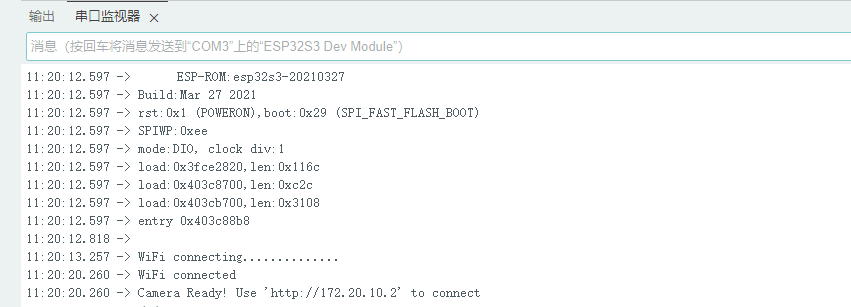 输出 串口监视器 ×
消息（按回车将消息发送到“COM3”上的“ESP32S3 Dev Module”）
11:20:12.597 -> ESP-ROM:esp32s3-20210327
11:20:12.597 -> Build:Mar 27 2021
11:20:12.597 -> rst:0x1 (POWERON),boot:0x29 (SPI_FAST_FLASH_BOOT)
11:20:12.597 -> SPIWP:0xee
11:20:12.597 -> mode:DIO, clock div:1
11:20:12.597 -> load:0x3fce2820,len:0x116c
11:20:12.597 -> load:0x403c8700,len:0xc2c
11:20:12.597 -> load:0x403cb700,len:0x3108
11:20:12.597 -> entry 0x403c88b8
11:20:12.818 ->
11:20:13.257 -> WiFi connecting..............
11:20:20.260 -> WiFi connected
11:20:20.260 -> Camera Ready! Use 'http://172.20.10.2' to connect